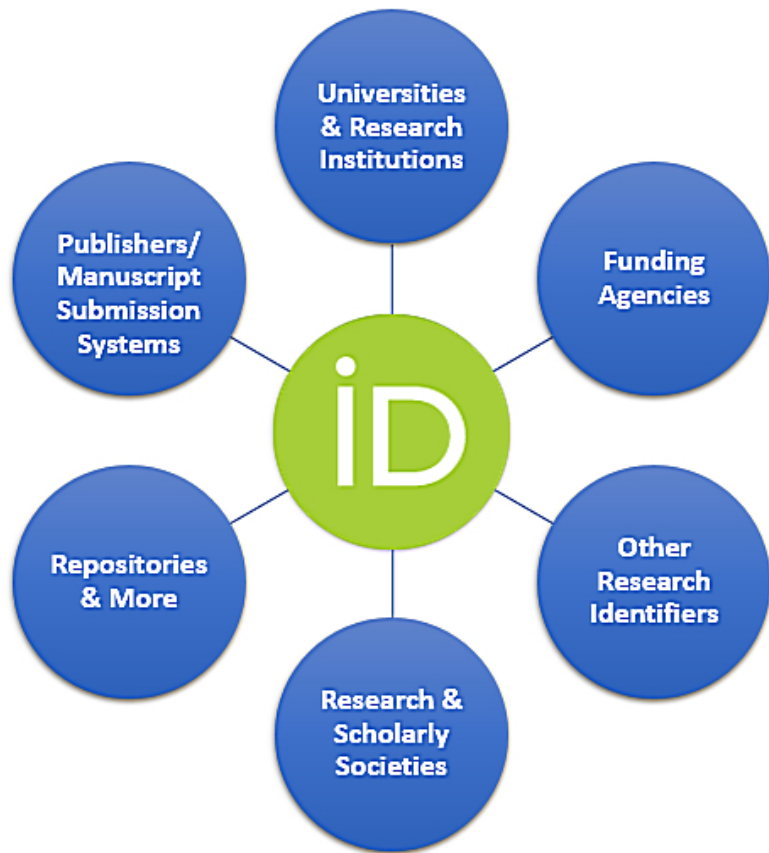 Universities
& Research
Institutions
Publishers/
Manuscript
Submission
Systems
Funding
Agencies
iD
Repositories
& More
Other
Research
Identifiers
Research &
Scholarly
Societies